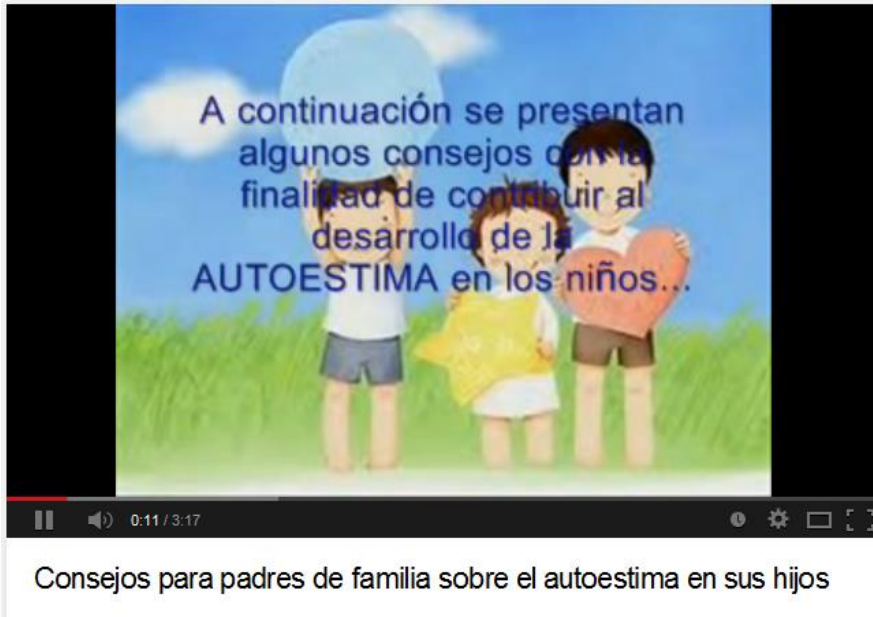 A continuación se presentan
algunos consejos con la
finalidad de contribuir al
desarrollo de la
AUTOESTIMA en los niños...
0:11 / 3:17
Consejos para padres de familia sobre el autoestima en sus hijos